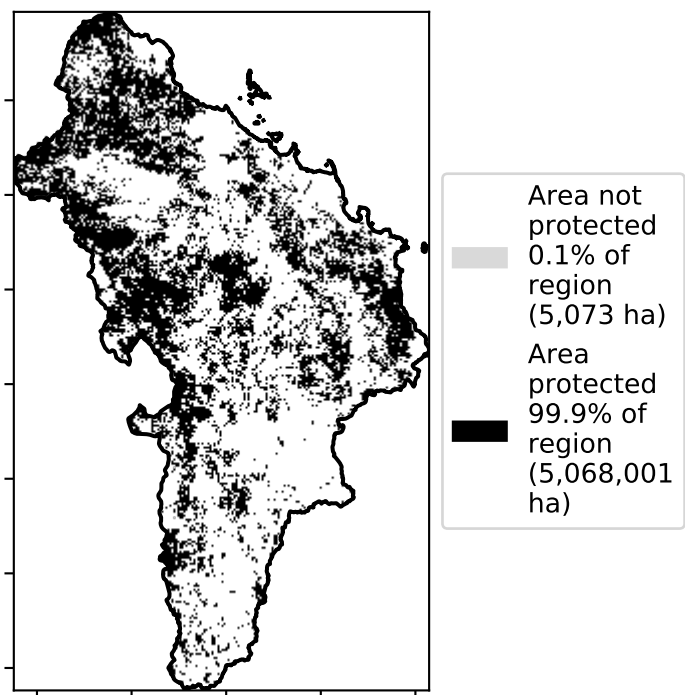 Area not
protected
0.1% of
region
(5,073 ha)
Area
protected
99.9% of
region
(5,068,001
ha)